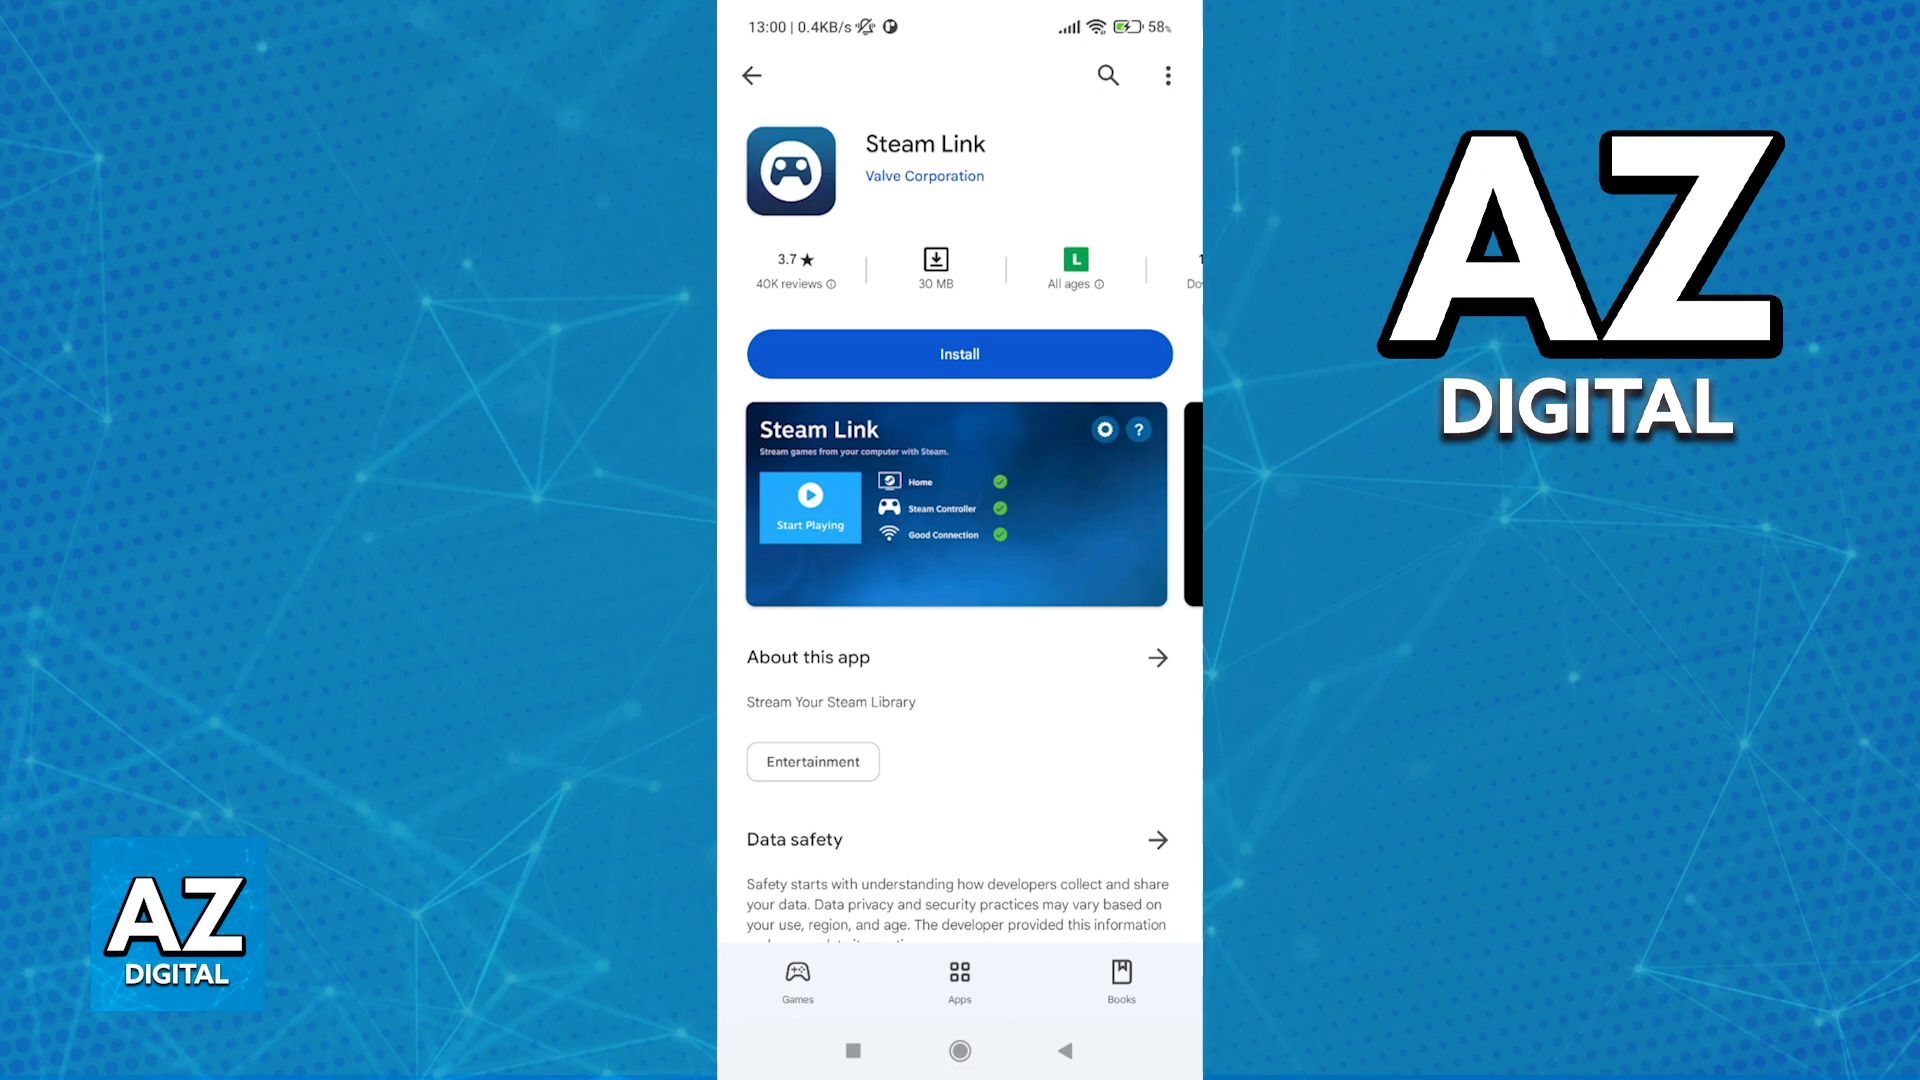 13:00 | 0.4KB/s
58%
Steam Link
Valve Corporation
3.7★
40K reviews
30 MB
L
All ages
Install
Steam Link
?
Stream games from your computer with Steam.
Home
Start Playing
Steam Controller
Good Connection
About this app
Stream Your Steam Library
Entertainment
Data safety
Safety starts with understanding how developers collect and share
your data. Data privacy and security practices may vary based on
your use, region, and age. The developer provided this information
Games
Apps
Books
AZ
DIGITAL
AZ
DIGITAL